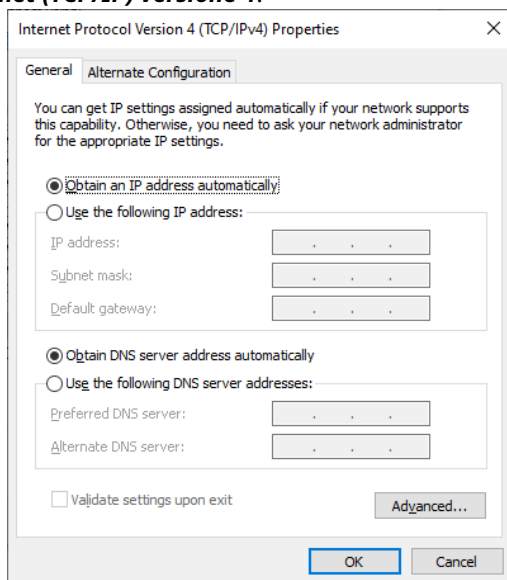 net (TCP/IP) versione 4.
Internet Protocol Version 4 (TCP/IPv4) Properties
General Alternate Configuration
You can get IP settings assigned automatically if your network supports
this capability. Otherwise, you need to ask your network administrator
for the appropriate IP settings.
Obtain an IP address automatically
Use the following IP address:
IP address:
Subnet mask:
Default gateway:
Obtain DNS server address automatically
Use the following DNS server addresses:
Preferred DNS server:
Alternate DNS server:
Validate settings upon exit
Advanced...
OK Cancel